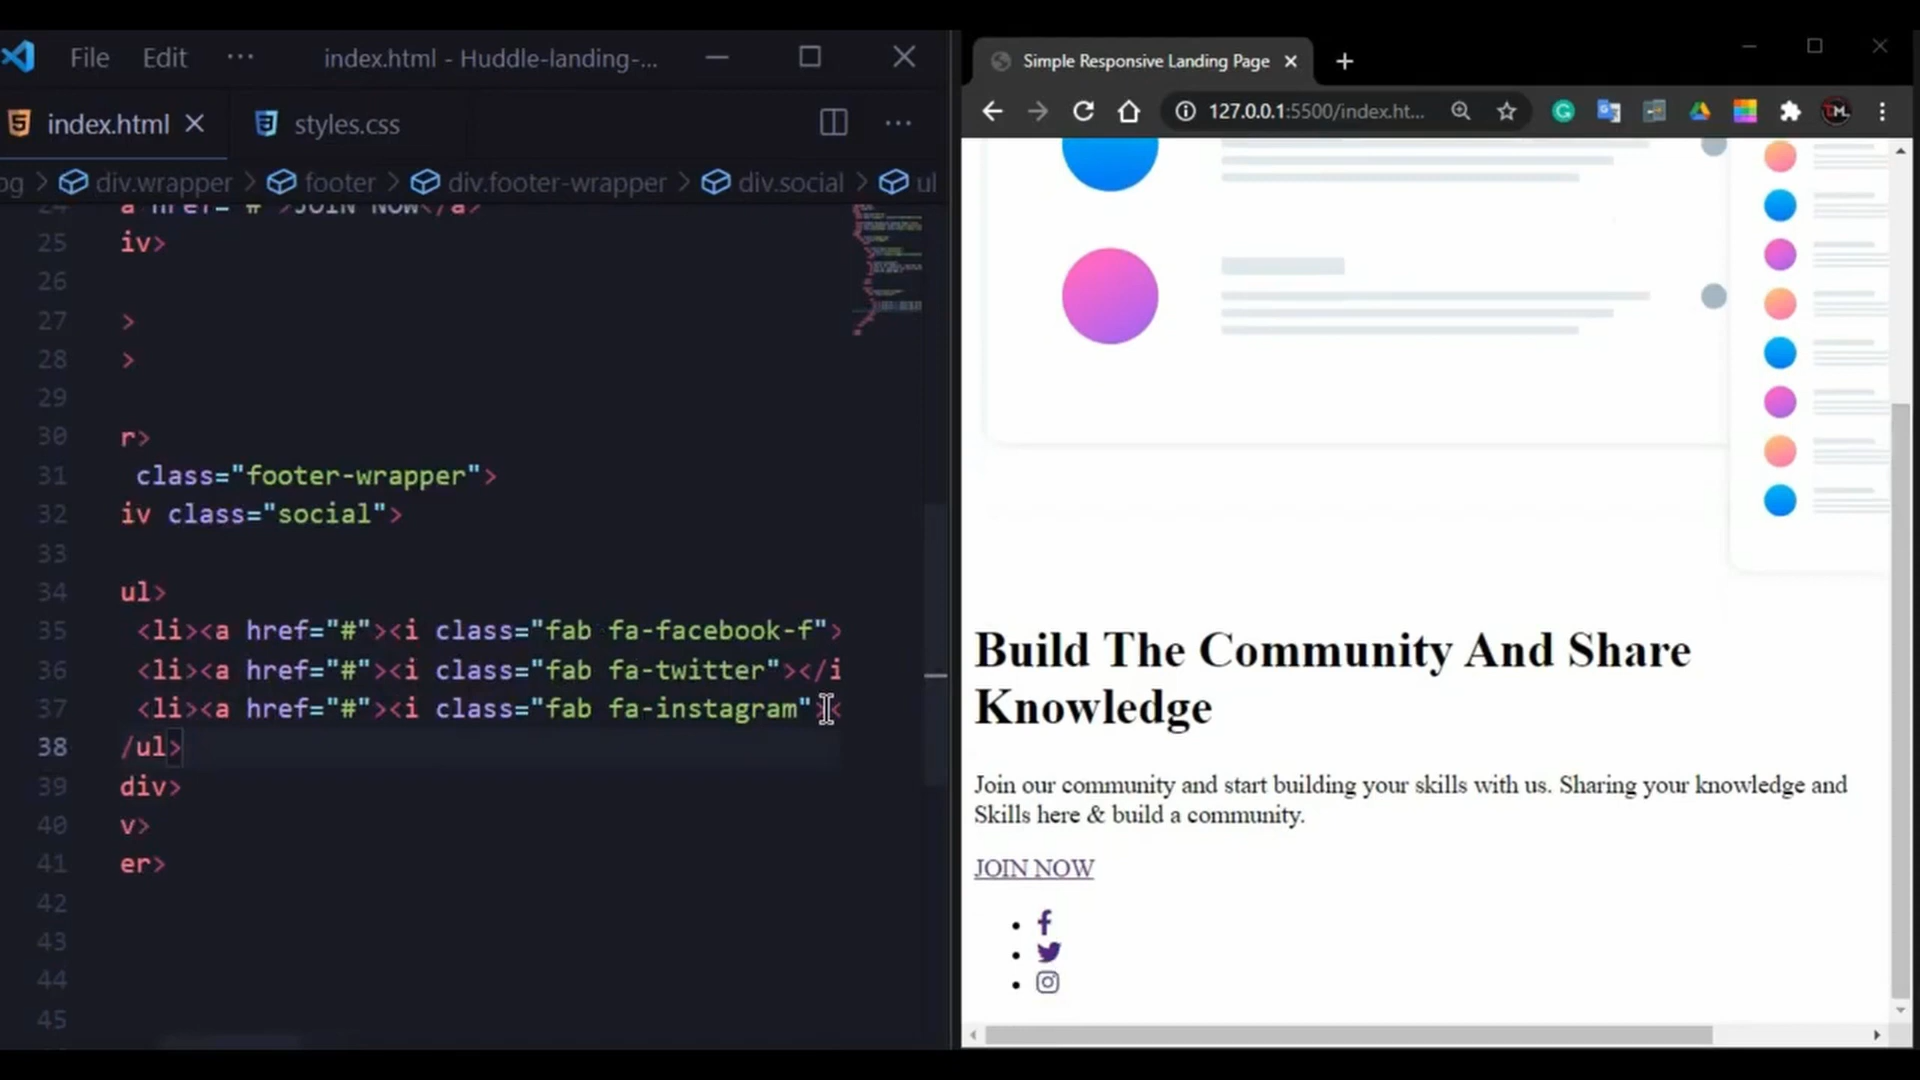 File Edit ··· index.html - Huddle-landing-...
index.html styles.css ···
og > div.wrapper > footer > div.footer-wrapper > div.social > ul
24 a href="#">JOIN NOW</a>
25 iv>
26
27 >
28 >
29
30 r>
31 class="footer-wrapper">
32 iv class="social">
33
34 ul>
35 <li><a href="#"><i class="fab fa-facebook-f">
36 <li><a href="#"><i class="fab fa-twitter"></i
37 <li><a href="#"><i class="fab fa-instagram"><
38 /ul>
39 div>
40 v>
41 er>
42
43
44
45
Simple Responsive Landing Page
127.0.0.1:5500/index.ht...
Build The Community And Share
Knowledge
Join our community and start building your skills with us. Sharing your knowledge and
Skills here & build a community.
JOIN NOW